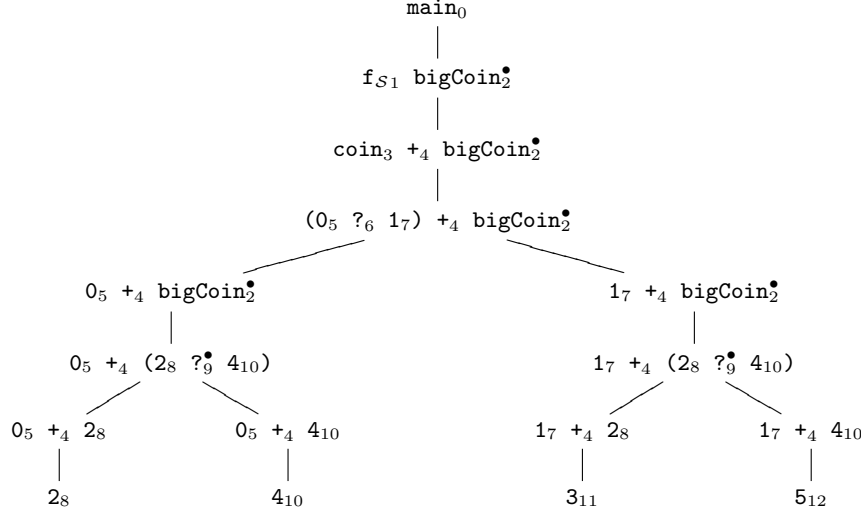 main₀
f𝒮₁ bigCoin₂•
coin₃ +₄ bigCoin₂•
(0₅ ?₆ 1₇) +₄ bigCoin₂•
0₅ +₄ bigCoin₂• 1₇ +₄ bigCoin₂•
0₅ +₄ (2₈ ?₉• 4₁₀) 1₇ +₄ (2₈ ?₉• 4₁₀)
0₅ +₄ 2₈ 0₅ +₄ 4₁₀ 1₇ +₄ 2₈ 1₇ +₄ 4₁₀
2₈ 4₁₀ 3₁₁ 5₁₂